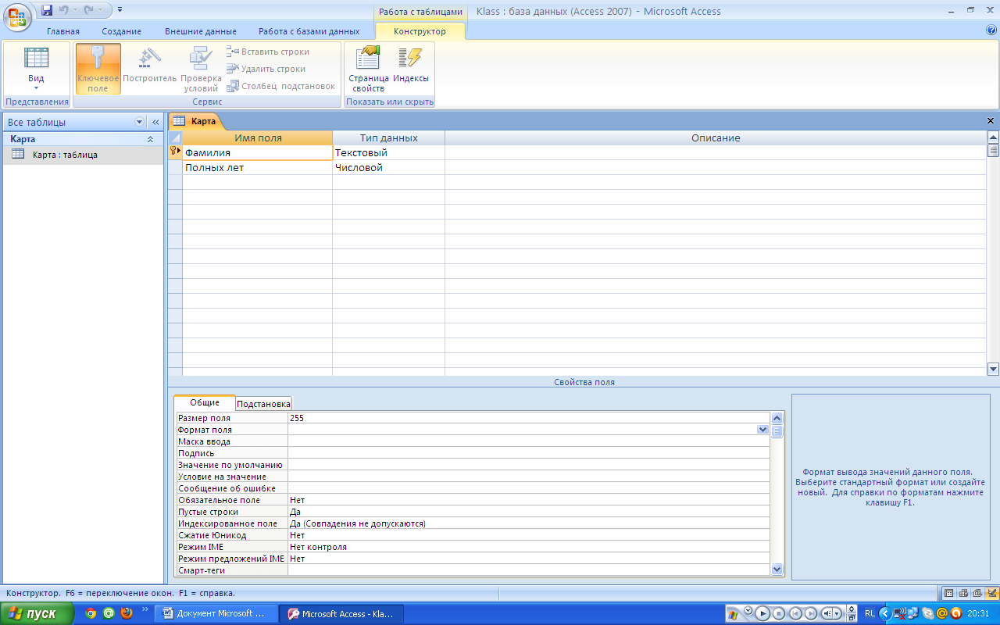 Работа с таблицами
Klass : база данных (Access 2007) - Microsoft Access
Главная Создание Внешние данные Работа с базами данных Конструктор
Вид
Ключевое поле
Построитель
Проверка условий
Вставить строки
Удалить строки
Столбец подстановок
Страница свойств
Индексы
Представления Сервис Показать или скрыть
Все таблицы
Карта
Карта : таблица
Карта
Имя поля Тип данных Описание
Фамилия Текстовый
Полных лет Числовой
Свойства поля
Общие Подстановка
Размер поля 255
Формат поля
Маска ввода
Подпись
Значение по умолчанию
Условие на значение
Сообщение об ошибке
Обязательное поле Нет
Пустые строки Да
Индексированное поле Да (Совпадения не допускаются)
Сжатие Юникод Нет
Режим IME Нет контроля
Режим предложений IME Нет
Смарт-теги
Формат вывода значений данного поля.
Выберите стандартный формат или создайте
новый. Для справки по форматам нажмите
клавишу F1.
Конструктор. F6 = переключение окон. F1 = справка.
пуск
Документ Microsoft ...
Microsoft Access - Kla...
RL
20:31